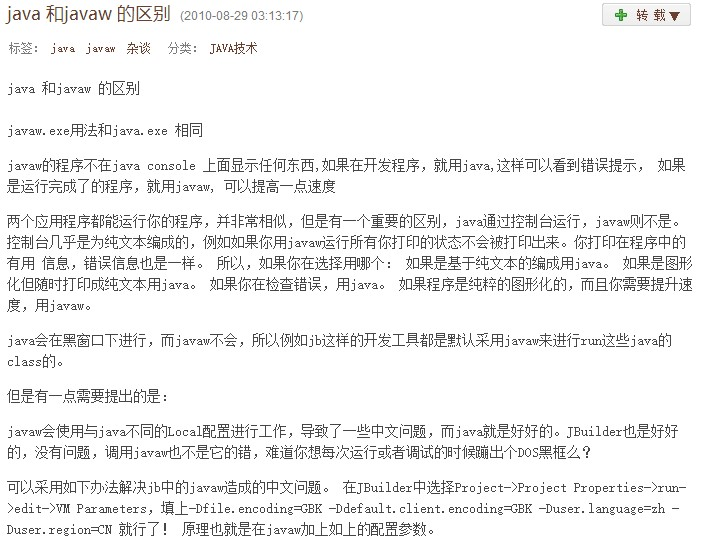 java 和javaw 的区别 (2010-08-29 03:13:17)
转 载▼
标签： java javaw 杂谈 分类： JAVA技术
java 和javaw 的区别
javaw.exe用法和java.exe 相同
javaw的程序不在java console 上面显示任何东西,如果在开发程序，就用java,这样可以看到错误提示， 如果
是运行完成了的程序，就用javaw, 可以提高一点速度
两个应用程序都能运行你的程序，并非常相似，但是有一个重要的区别，java通过控制台运行，javaw则不是。
控制台几乎是为纯文本编成的，例如如果你用javaw运行所有你打印的状态不会被打印出来。你打印在程序中的
有用 信息，错误信息也是一样。 所以，如果你在选择用哪个： 如果是基于纯文本的编成用java。 如果是图形
化但随时打印成纯文本用java。 如果你在检查错误，用java。 如果程序是纯粹的图形化的，而且你需要提升速
度，用javaw。
java会在黑窗口下进行，而javaw不会，所以例如jb这样的开发工具都是默认采用javaw来进行run这些java的
class的。
但是有一点需要提出的是：
javaw会使用与java不同的Local配置进行工作，导致了一些中文问题，而java就是好好的。JBuilder也是好好
的，没有问题，调用javaw也不是它的错，难道你想每次运行或者调试的时候蹦出个DOS黑框么？
可以采用如下办法解决jb中的javaw造成的中文问题。 在JBuilder中选择Project->Project Properties->run-
>edit->VM Parameters，填上-Dfile.encoding=GBK -Ddefault.client.encoding=GBK -Duser.language=zh -
Duser.region=CN 就行了！ 原理也就是在javaw加上如上的配置参数。